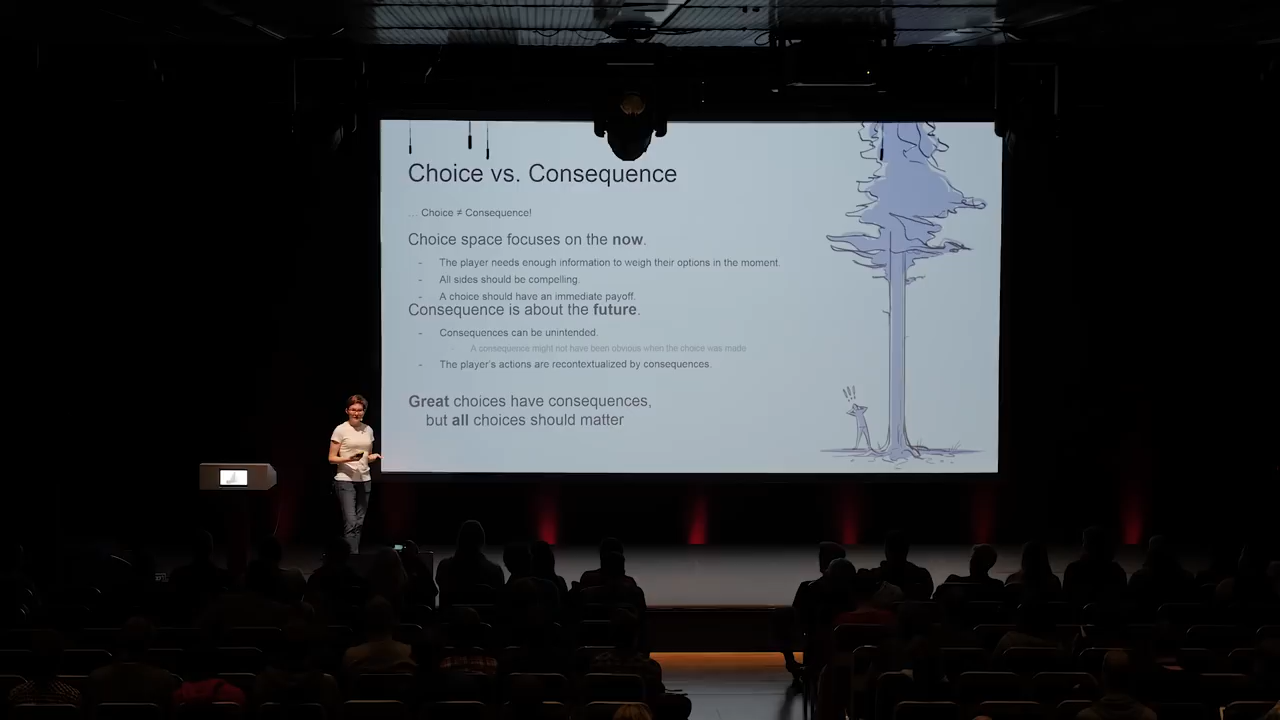 Choice vs. Consequence
... Choice ≠ Consequence!
Choice space focuses on the now.
- The player needs enough information to weigh their options in the moment.
- All sides should be compelling.
- A choice should have an immediate payoff.
Consequence is about the future.
- Consequences can be unintended.
- A consequence might not have been obvious when the choice was made
- The player's actions are recontextualized by consequences.
Great choices have consequences,
but all choices should matter
!!!